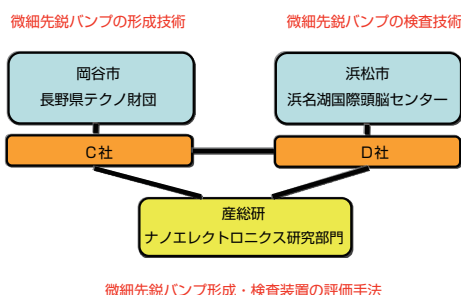 微細先鋭バンプの形成技術
微細先鋭バンプの検査技術
岡谷市
長野県テクノ財団
浜松市
浜名湖国際頭脳センター
C社
D社
産総研
ナノエレクトロニクス研究部門
微細先鋭バンプ形成・検査装置の評価手法